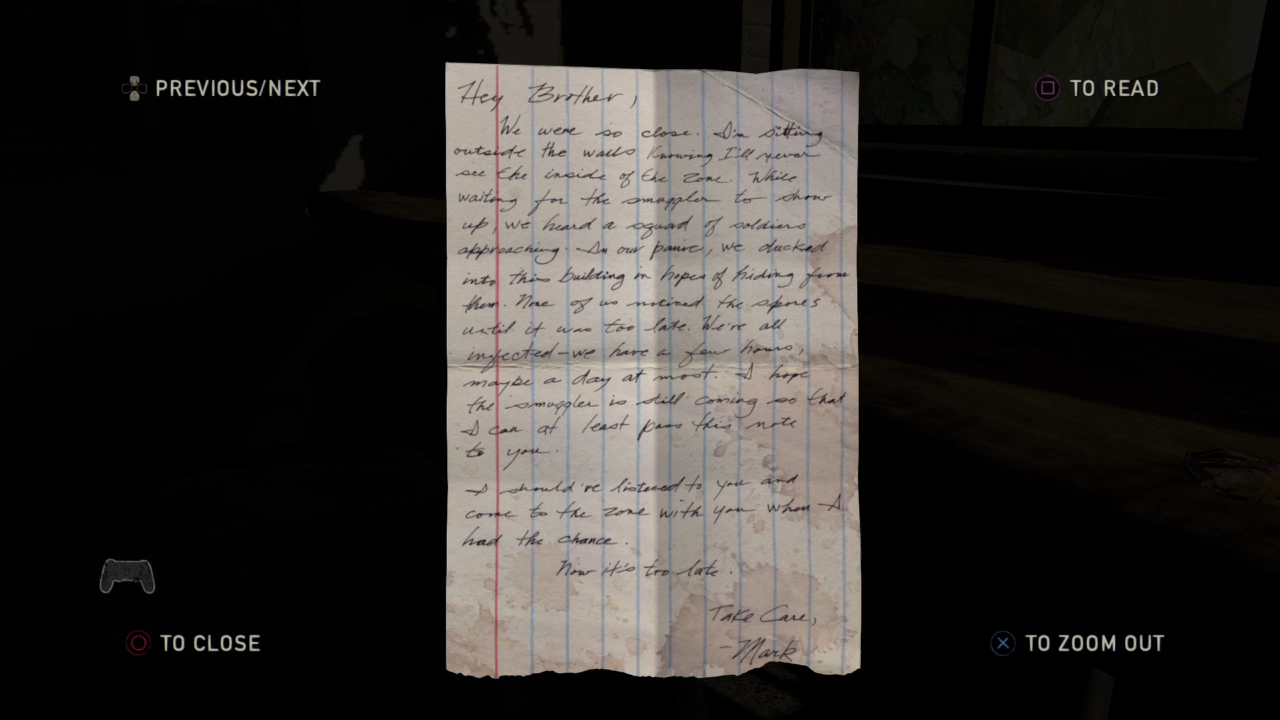 PREVIOUS/NEXT
TO READ
Hey Brother,
We were so close. I'm sitting
outside the walls knowing I'll never
see the inside of the zone. While
waiting for the smuggler to show
up, we heard a squad of soldiers
approaching. In our panic, we ducked
into this building in hopes of hiding from
them. None of us noticed the spores
until it was too late. We're all
infected-we have a few hours,
maybe a day at most. I hope
the smuggler is still coming so that
I can at least pass this note
to you.
I should've listened to you and
come to the zone with you when I
had the chance.
Now it's too late.
Take Care,
-Mark
TO CLOSE
TO ZOOM OUT